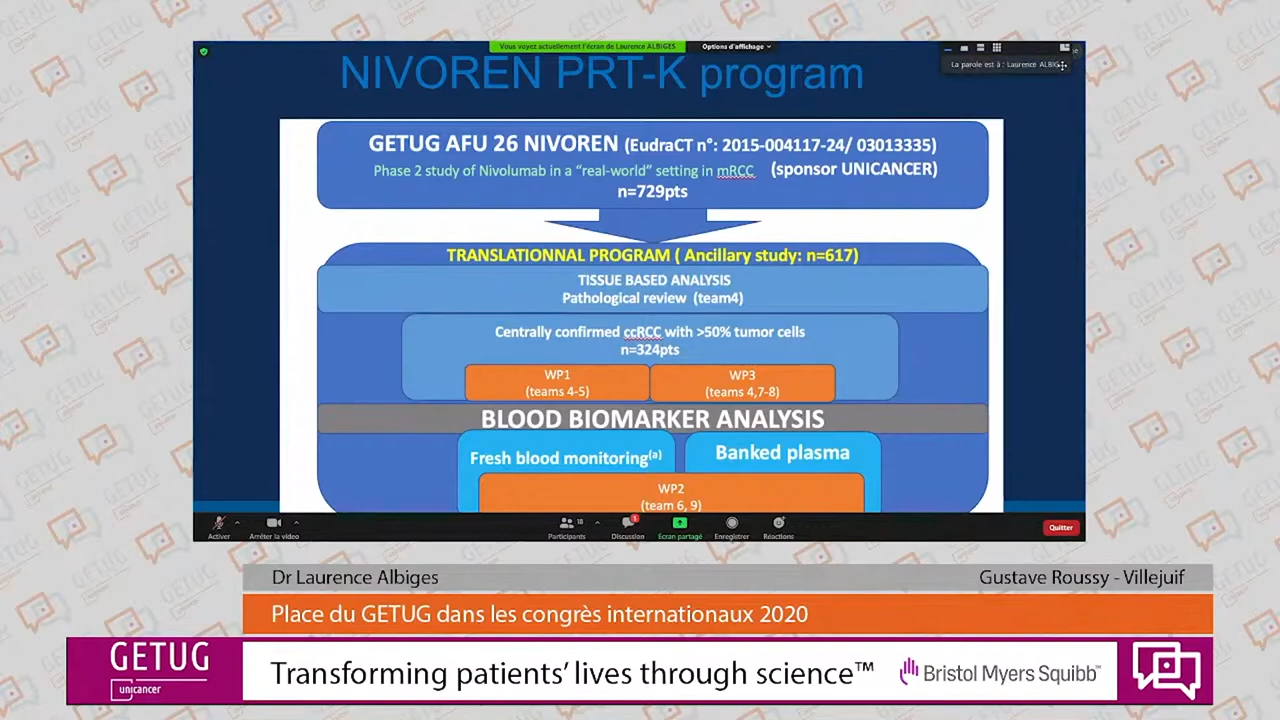 Vous voyez actuellement l'écran de Laurence ALBIGES
Options d'affichage
La parole est à : Laurence ALBIG
NIVOREN PRT-K program
GETUG AFU 26 NIVOREN (EudraCT n°: 2015-004117-24/ 03013335)
Phase 2 study of Nivolumab in a "real-world" setting in mRCC (sponsor UNICANCER)
n=729pts
TRANSLATIONNAL PROGRAM ( Ancillary study: n=617)
TISSUE BASED ANALYSIS
Pathological review (team4)
Centrally confirmed ccRCC with >50% tumor cells
n=324pts
WP1
(teams 4-5)
WP3
(teams 4,7-8)
BLOOD BIOMARKER ANALYSIS
Fresh blood monitoring(a)
Banked plasma
WP2
(team 6, 9)
Activer
Arrêter la vidéo
18
Participants
1
Discussion
Écran partagé
Enregistrer
Réactions
Quitter
Dr Laurence Albiges
Gustave Roussy - Villejuif
Place du GETUG dans les congrès internationaux 2020
GETUG
unicancer
Transforming patients' lives through science™
Bristol Myers Squibb™